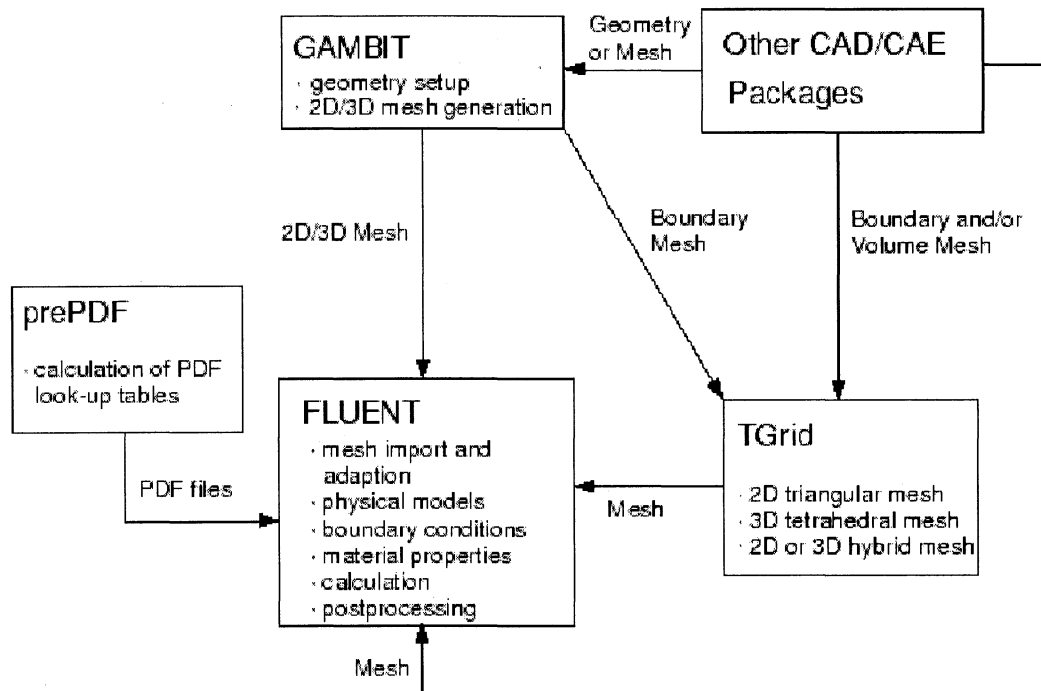 GAMBIT
· geometry setup
· 2D/3D mesh generation
Geometry
or Mesh
Other CAD/CAE
Packages
2D/3D Mesh
Boundary
Mesh
Boundary and/or
Volume Mesh
prePDF
· calculation of PDF
look-up tables
PDF files
FLUENT
· mesh import and
adaption
· physical models
· boundary conditions
· material properties
· calculation
· postprocessing
Mesh
TGrid
· 2D triangular mesh
· 3D tetrahedral mesh
· 2D or 3D hybrid mesh
Mesh